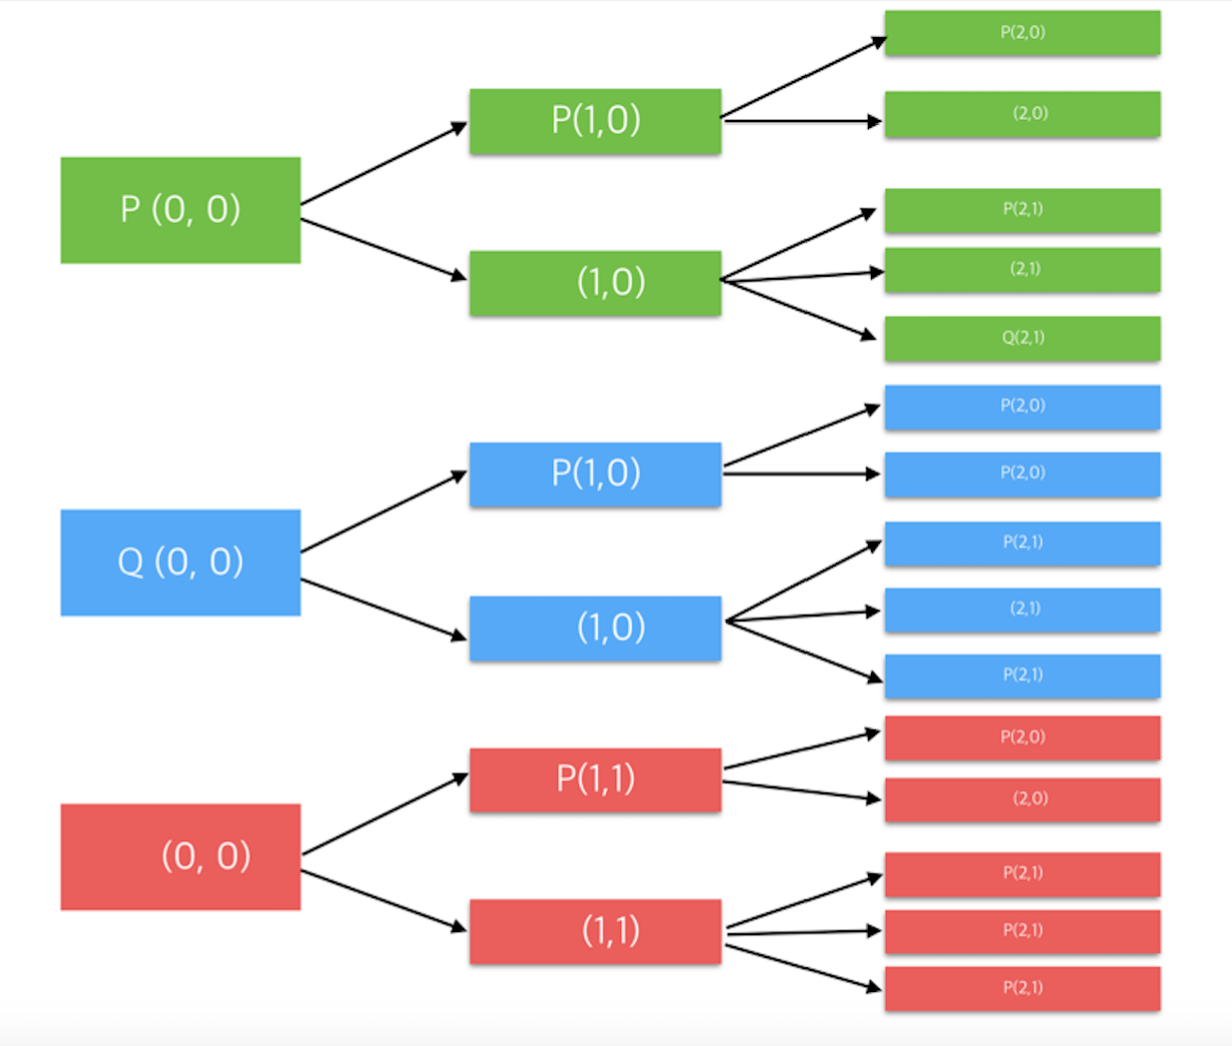 P (0, 0)
P(1,0)
(1,0)
P(2,0)
(2,0)
P(2,1)
(2,1)
Q(2,1)
Q (0, 0)
P(1,0)
(1,0)
P(2,0)
P(2,0)
P(2,1)
(2,1)
P(2,1)
(0, 0)
P(1,1)
(1,1)
P(2,0)
(2,0)
P(2,1)
P(2,1)
P(2,1)